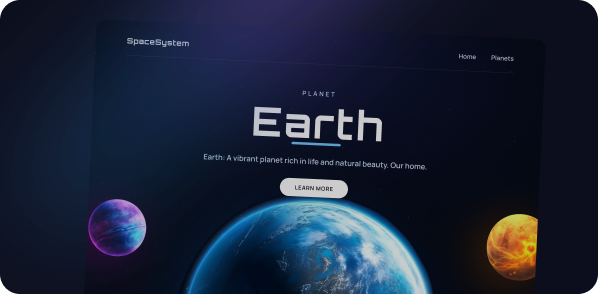 SpaceSystem
Home Planets
PLANET
Earth
Earth: A vibrant planet rich in life and natural beauty. Our home.
LEARN MORE